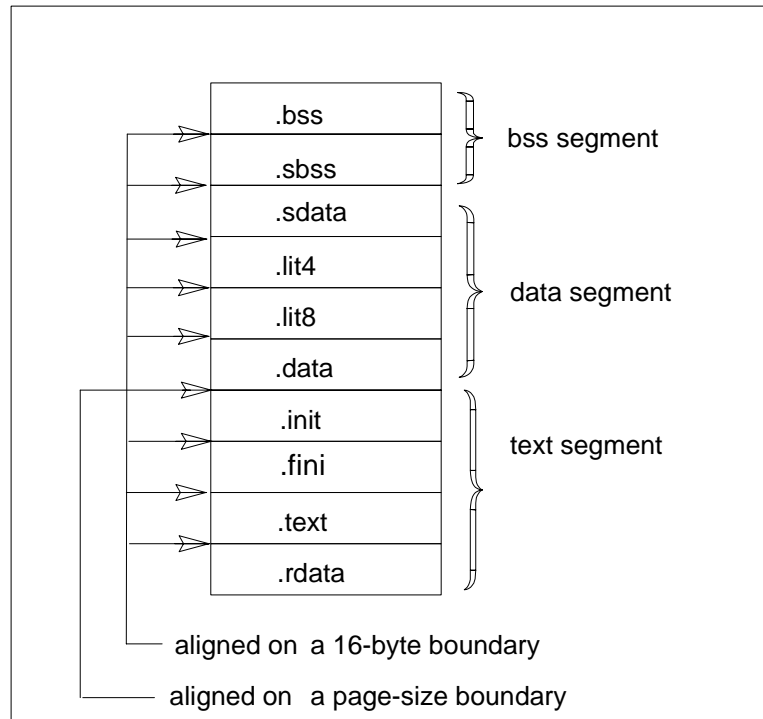 .bss
bss segment
.sbss
.sdata
.lit4
data segment
.lit8
.data
.init
text segment
.fini
.text
.rdata
aligned on a 16-byte boundary
aligned on a page-size boundary